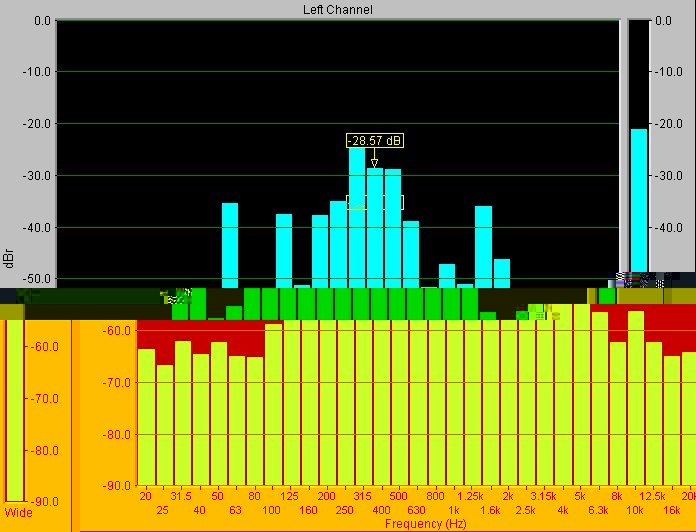 Left Channel
0.0 0.0
-10.0 -10.0
-20.0 -20.0
-28.57 dB
-30.0 -30.0
-40.0 -40.0
dBr
-50.0
-60.0
-60.0
-70.0
-70.0
-80.0
-80.0
-90.0
-90.0
20 31.5 50 80 125 200 315 500 800 1.25k 2k 3.15k 5k 8k 12.5k 20k
25 40 63 100 160 250 400 630 1k 1.6k 2.5k 4k 6.3k 10k 16k
Wide
Frequency (Hz)